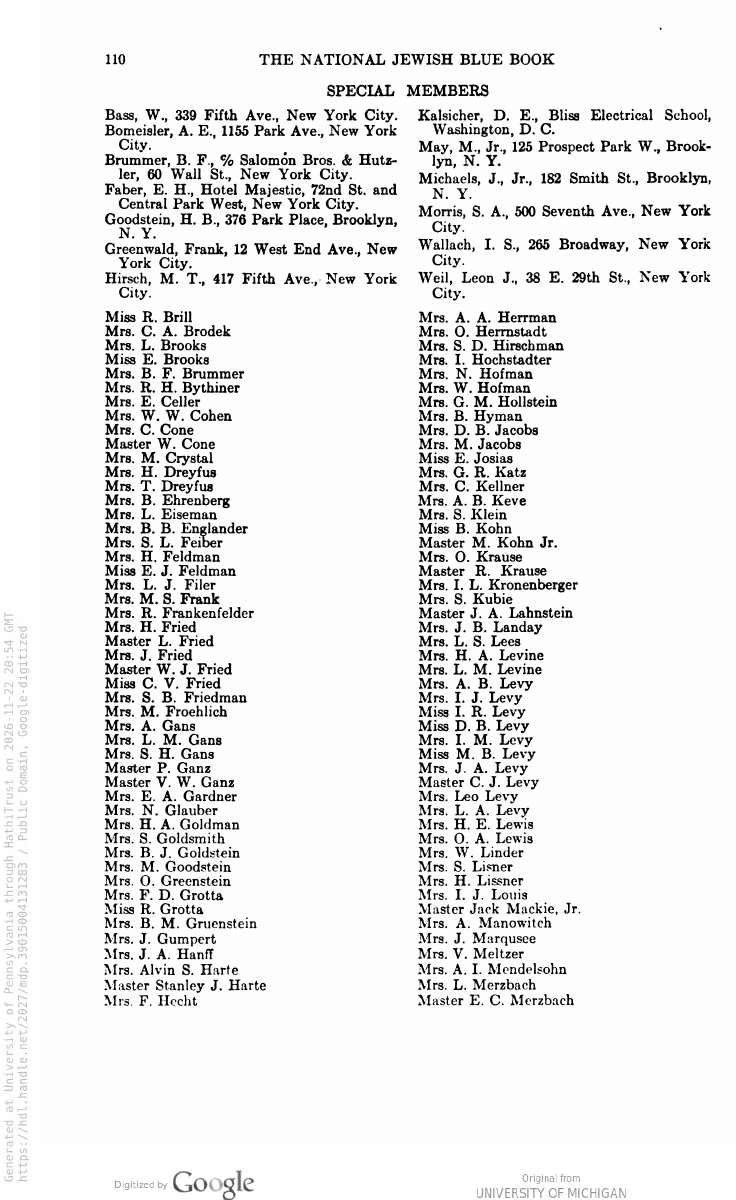 110
THE NATIONAL JEWISH BLUE BOOK
SPECIAL MEMBERS
Bass, W., 339 Fifth Ave., New York City.
Bomeisler, A. E., 1155 Park Ave., New York
City.
Brummer, B. F., % Salomon Bros. & Hutz-
ler, 60 Wall St., New York City.
Faber, E. H., Hotel Majestic, 72nd St. and
Central Park West, New York City.
Goodstein, H. B., 376 Park Place, Brooklyn,
N. Y.
Greenwald, Frank, 12 West End Ave., New
York City.
Hirsch, M. T., 417 Fifth Ave., New York
City.
Kalsicher, D. E., Bliss Electrical School,
Washington, D. C.
May, M., Jr., 125 Prospect Park W., Brook-
lyn, N. Y.
Michaels, J., Jr., 182 Smith St., Brooklyn,
N. Y.
Morris, S. A., 500 Seventh Ave., New York
City.
Wallach, I. S., 265 Broadway, New York
City.
Weil, Leon J., 38 E. 29th St., New York
City.
Miss R. Brill
Mrs. C. A. Brodek
Mrs. L. Brooks
Miss E. Brooks
Mrs. B. F. Brummer
Mrs. R. H. Bythiner
Mrs. E. Celler
Mrs. W. W. Cohen
Mrs. C. Cone
Master W. Cone
Mrs. M. Crystal
Mrs. H. Dreyfus
Mrs. T. Dreyfus
Mrs. B. Ehrenberg
Mrs. L. Eiseman
Mrs. B. B. Englander
Mrs. S. L. Feiber
Mrs. H. Feldman
Miss E. J. Feldman
Mrs. L. J. Filer
Mrs. M. S. Frank
Mrs. R. Frankenfelder
Mrs. H. Fried
Master L. Fried
Mrs. J. Fried
Master W. J. Fried
Miss C. V. Fried
Mrs. S. B. Friedman
Mrs. M. Froehlich
Mrs. A. Gans
Mrs. L. M. Gans
Mrs. S. H. Gans
Master P. Ganz
Master V. W. Ganz
Mrs. E. A. Gardner
Mrs. N. Glauber
Mrs. H. A. Goldman
Mrs. S. Goldsmith
Mrs. B. J. Goldstein
Mrs. M. Goodstein
Mrs. O. Greenstein
Mrs. F. D. Grotta
Miss R. Grotta
Mrs. B. M. Gruenstein
Mrs. J. Gumpert
Mrs. J. A. Hanff
Mrs. Alvin S. Harte
Master Stanley J. Harte
Mrs. F. Hecht
Mrs. A. A. Herrman
Mrs. O. Herrnstadt
Mrs. S. D. Hirschman
Mrs. I. Hochstadter
Mrs. N. Hofman
Mrs. W. Hofman
Mrs. G. M. Hollstein
Mrs. B. Hyman
Mrs. D. B. Jacobs
Mrs. M. Jacobs
Miss E. Josias
Mrs. G. R. Katz
Mrs. C. Kellner
Mrs. A. B. Keve
Mrs. S. Klein
Miss B. Kohn
Master M. Kohn Jr.
Mrs. O. Krause
Master R. Krause
Mrs. I. L. Kronenberger
Mrs. S. Kubie
Master J. A. Lahnstein
Mrs. J. B. Landay
Mrs. L. S. Lees
Mrs. H. A. Levine
Mrs. L. M. Levine
Mrs. A. B. Levy
Mrs. I. J. Levy
Miss I. R. Levy
Miss D. B. Levy
Mrs. I. M. Levy
Miss M. B. Levy
Mrs. J. A. Levy
Master C. J. Levy
Mrs. Leo Levy
Mrs. L. A. Levy
Mrs. H. E. Lewis
Mrs. O. A. Lewis
Mrs. W. Linder
Mrs. S. Lisner
Mrs. H. Lissner
Mrs. I. J. Louis
Master Jack Mackie, Jr.
Mrs. A. Manowitch
Mrs. J. Marqusee
Mrs. V. Meltzer
Mrs. A. I. Mendelsohn
Mrs. L. Merzbach
Master E. C. Merzbach
Generated at University of Pennsylvania through HathiTrust on 2026-11-22 20:54 GMT
https://hdl.handle.net/2027/mdp.39015004131283 / Public Domain, Google-digitized
Digitized by Google
Original from
UNIVERSITY OF MICHIGAN